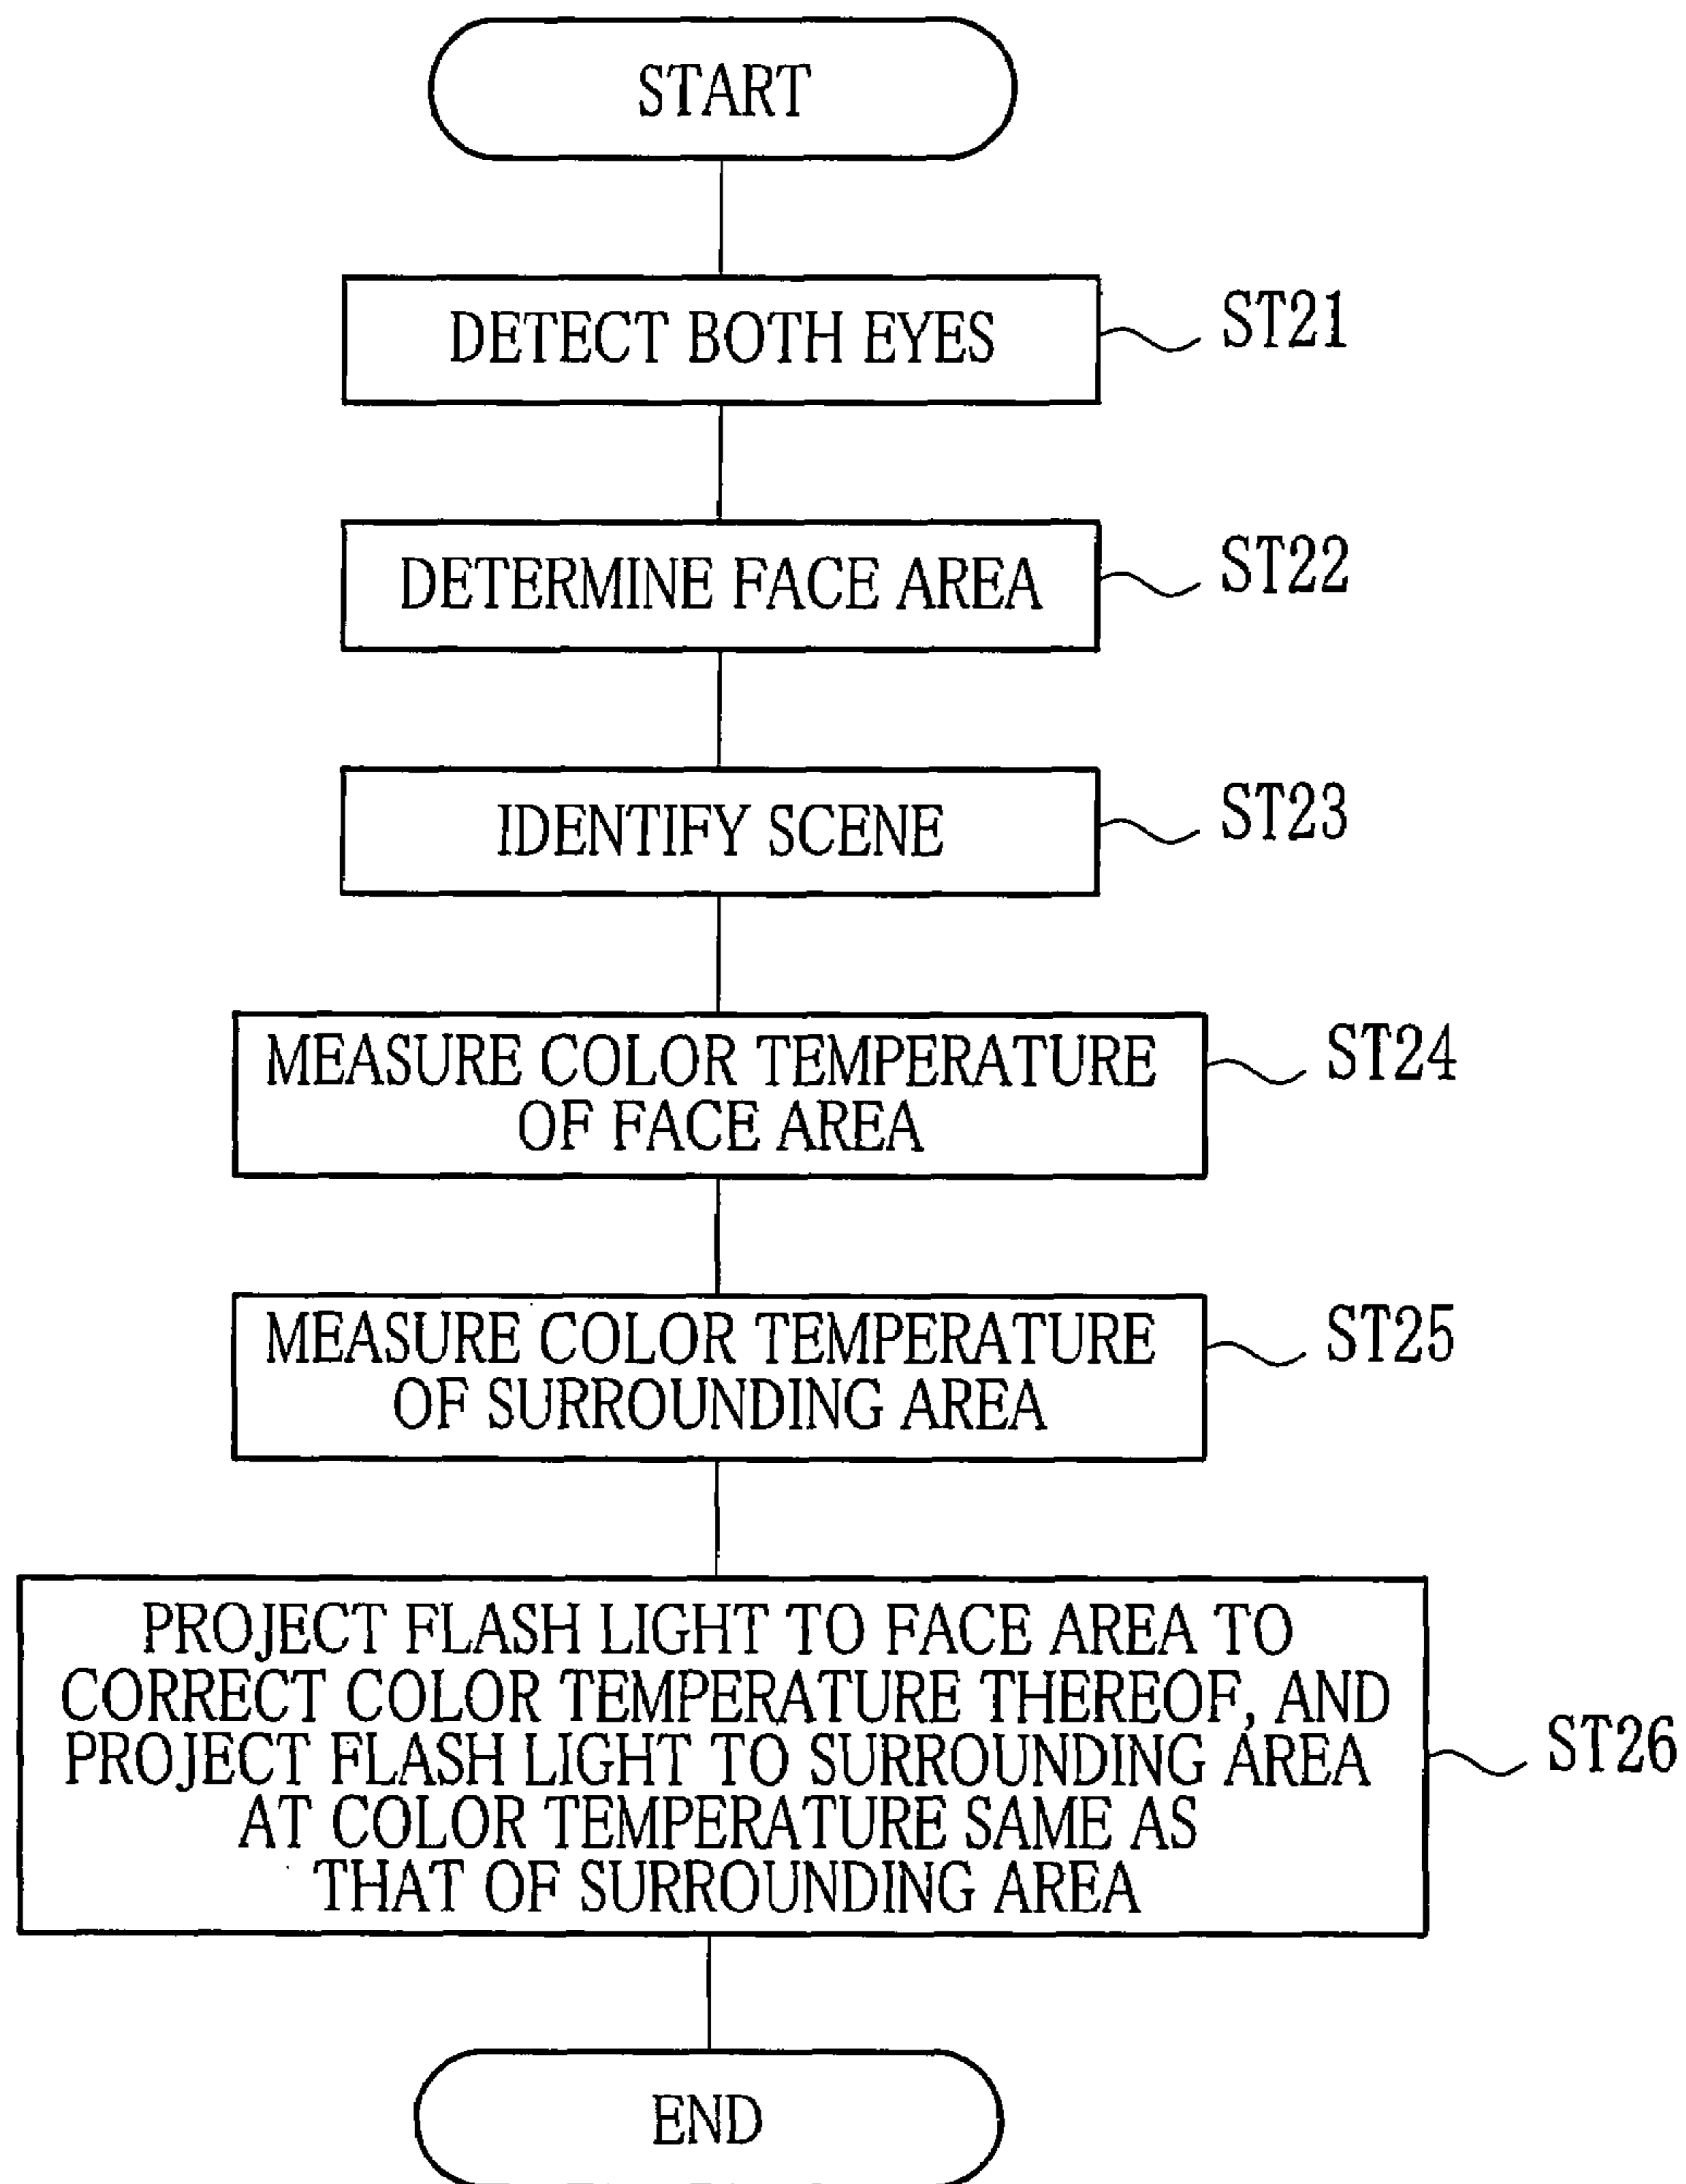 START
DETECT BOTH EYES
ST21
DETERMINE FACE AREA
ST22
IDENTIFY SCENE
ST23
MEASURE COLOR TEMPERATURE
OF FACE AREA
ST24
MEASURE COLOR TEMPERATURE
OF SURROUNDING AREA
ST25
PROJECT FLASH LIGHT TO FACE AREA TO
CORRECT COLOR TEMPERATURE THEREOF, AND
PROJECT FLASH LIGHT TO SURROUNDING AREA
AT COLOR TEMPERATURE SAME AS
THAT OF SURROUNDING AREA
ST26
END